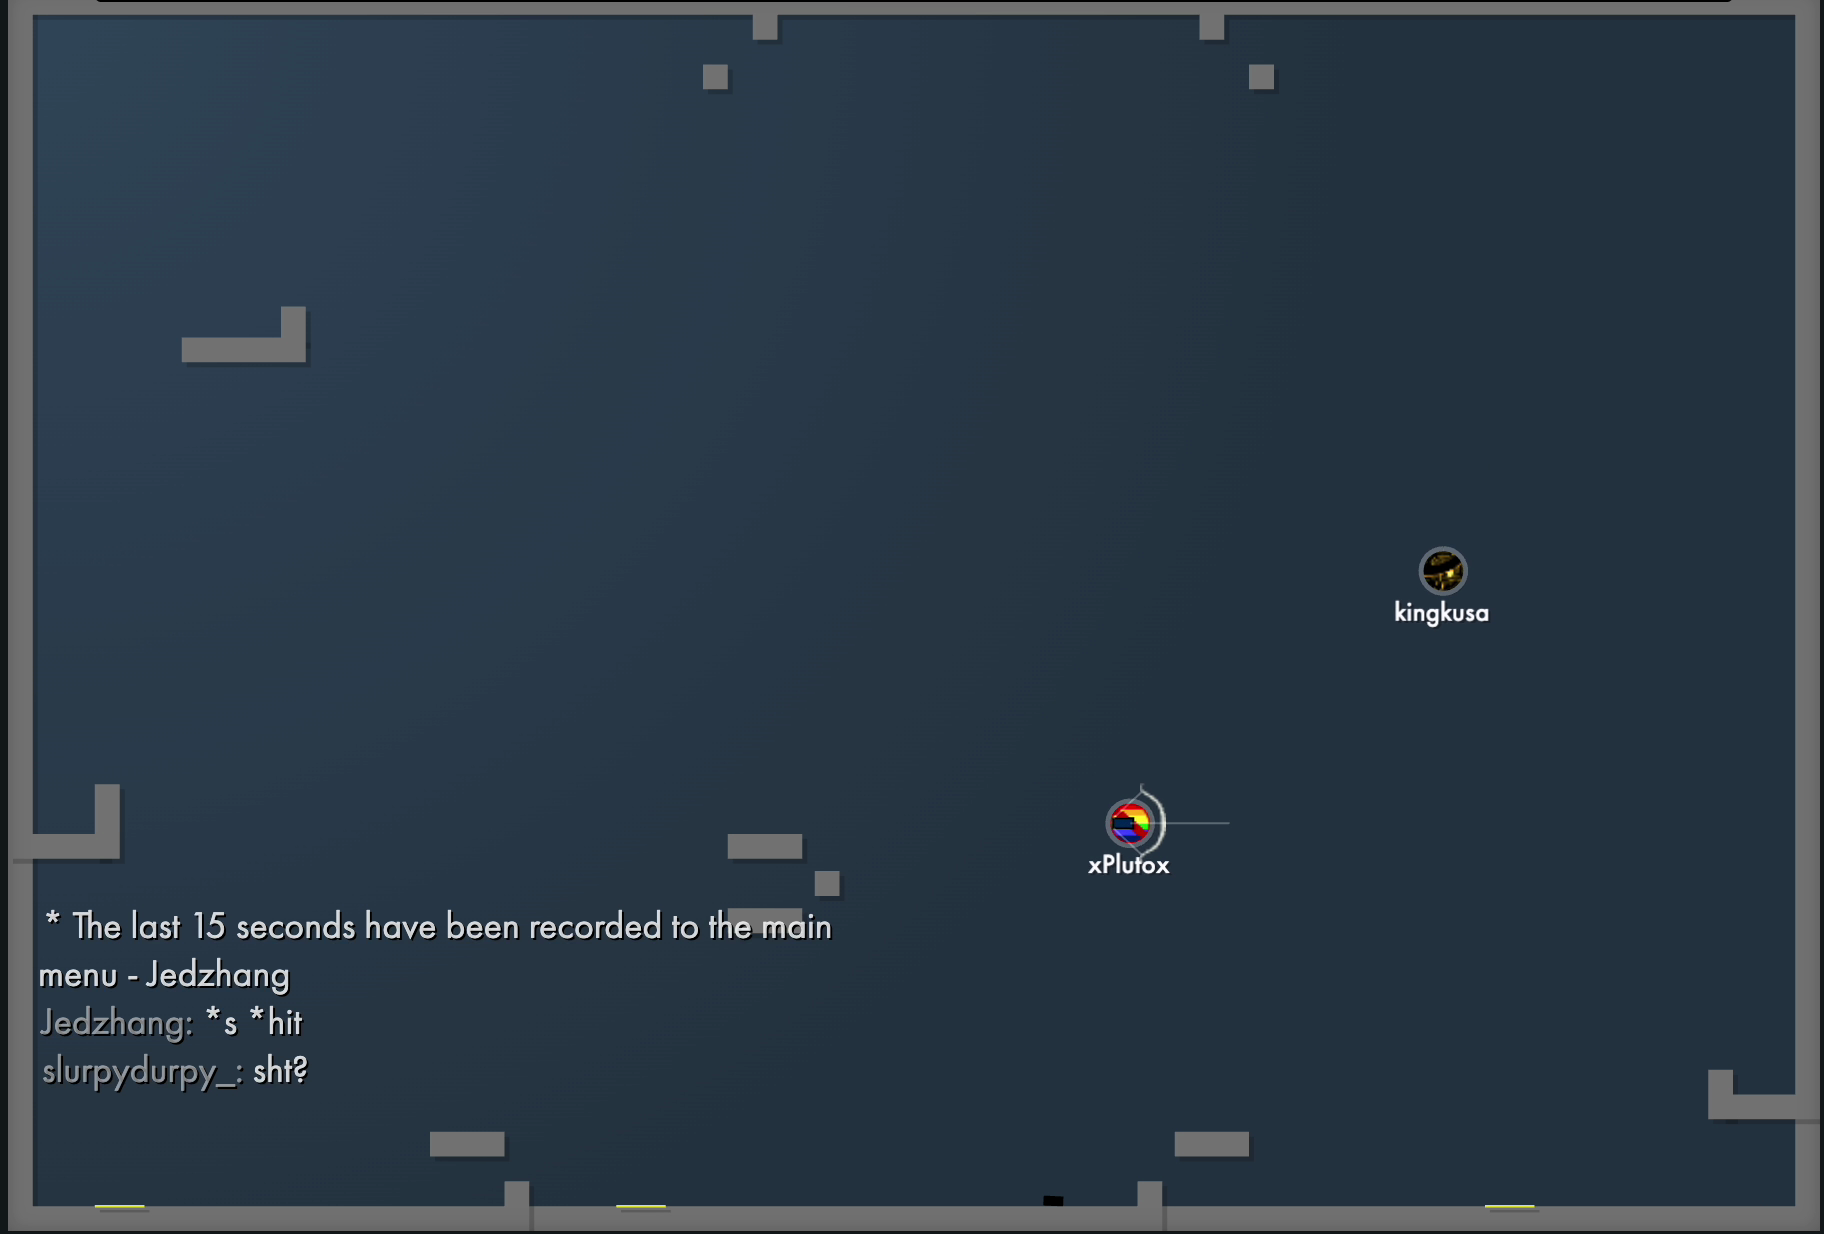 kingkusa
xPlutox
* The last 15 seconds have been recorded to the main
menu - Jedzhang
Jedzhang: *s *hit
slurpydurpy_: sht?